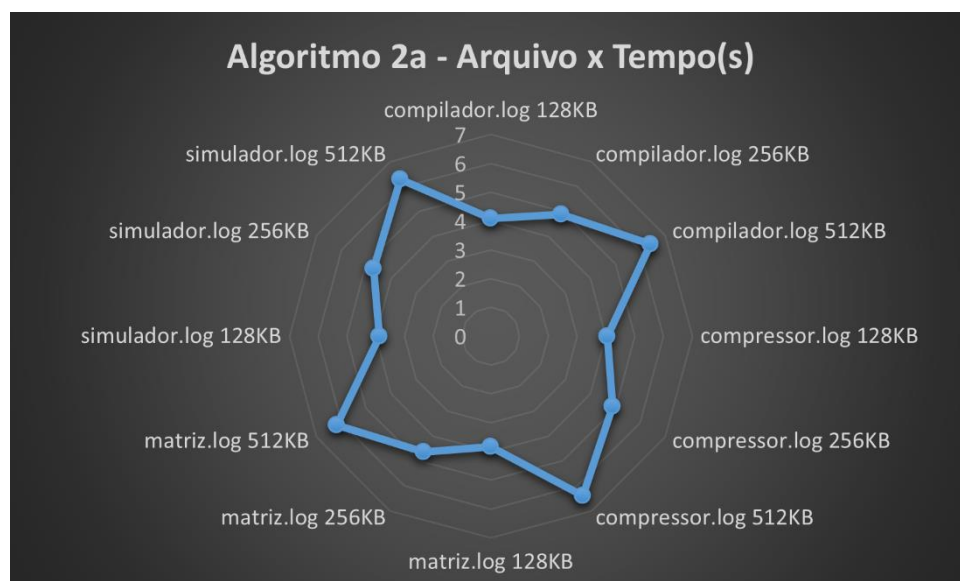 Algoritmo 2a - Arquivo x Tempo(s)
compilador.log 128KB
7
simulador.log 512KB
compilador.log 256KB
6
5
simulador.log 256KB
4
compilador.log 512KB
3
2
1
simulador.log 128KB
0
compressor.log 128KB
matriz.log 512KB
compressor.log 256KB
matriz.log 256KB
compressor.log 512KB
matriz.log 128KB